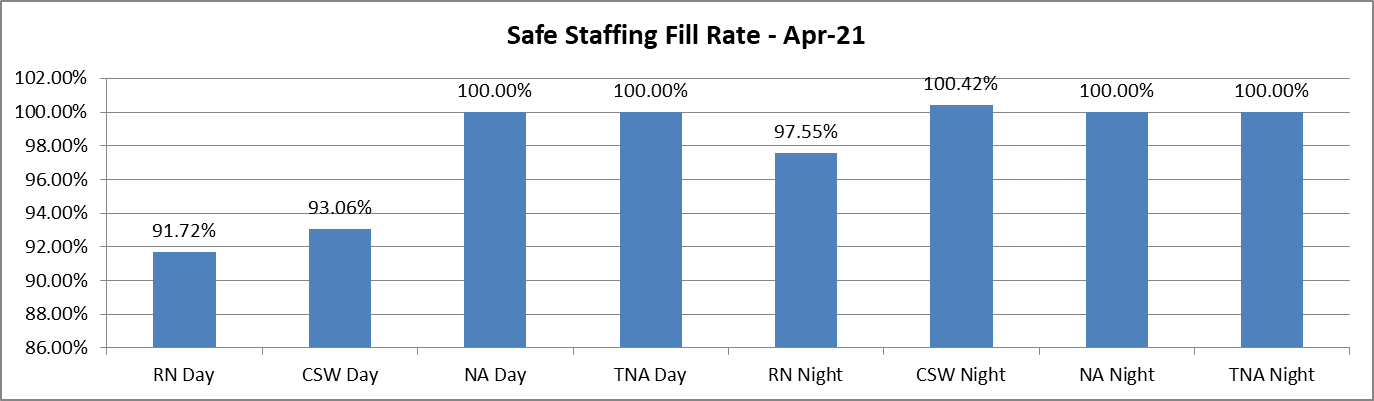 Safe Staffing Fill Rate - Apr-21
102.00%
100.00%
98.00%
96.00%
94.00%
92.00%
90.00%
88.00%
86.00%
91.72%
93.06%
100.00%
100.00%
97.55%
100.42%
100.00%
100.00%
RN Day
CSW Day
NA Day
TNA Day
RN Night
CSW Night
NA Night
TNA Night